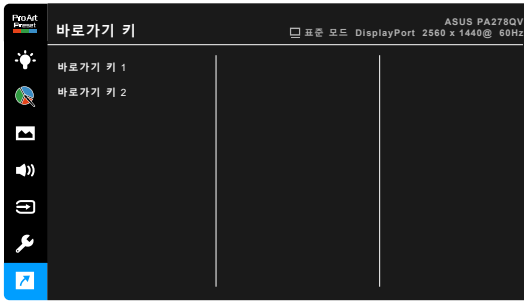 ProArt
Preset
바로가기 키
ASUS PA278QV
표준 모드 DisplayPort 2560 x 1440@ 60Hz
바로가기 키 1
바로가기 키 2